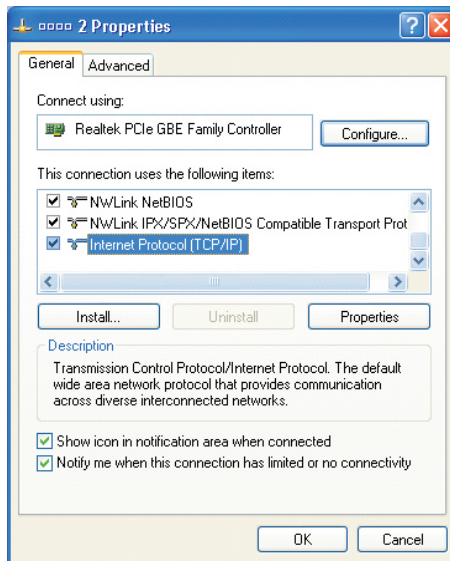 2 Properties
General Advanced
Connect using:
Realtek PCIe GBE Family Controller
Configure...
This connection uses the following items:
NWLink NetBIOS
NWLink IPX/SPX/NetBIOS Compatible Transport Prot
Internet Protocol (TCP/IP)
Install... Uninstall Properties
Description
Transmission Control Protocol/Internet Protocol. The default
wide area network protocol that provides communication
across diverse interconnected networks.
Show icon in notification area when connected
Notify me when this connection has limited or no connectivity
OK Cancel